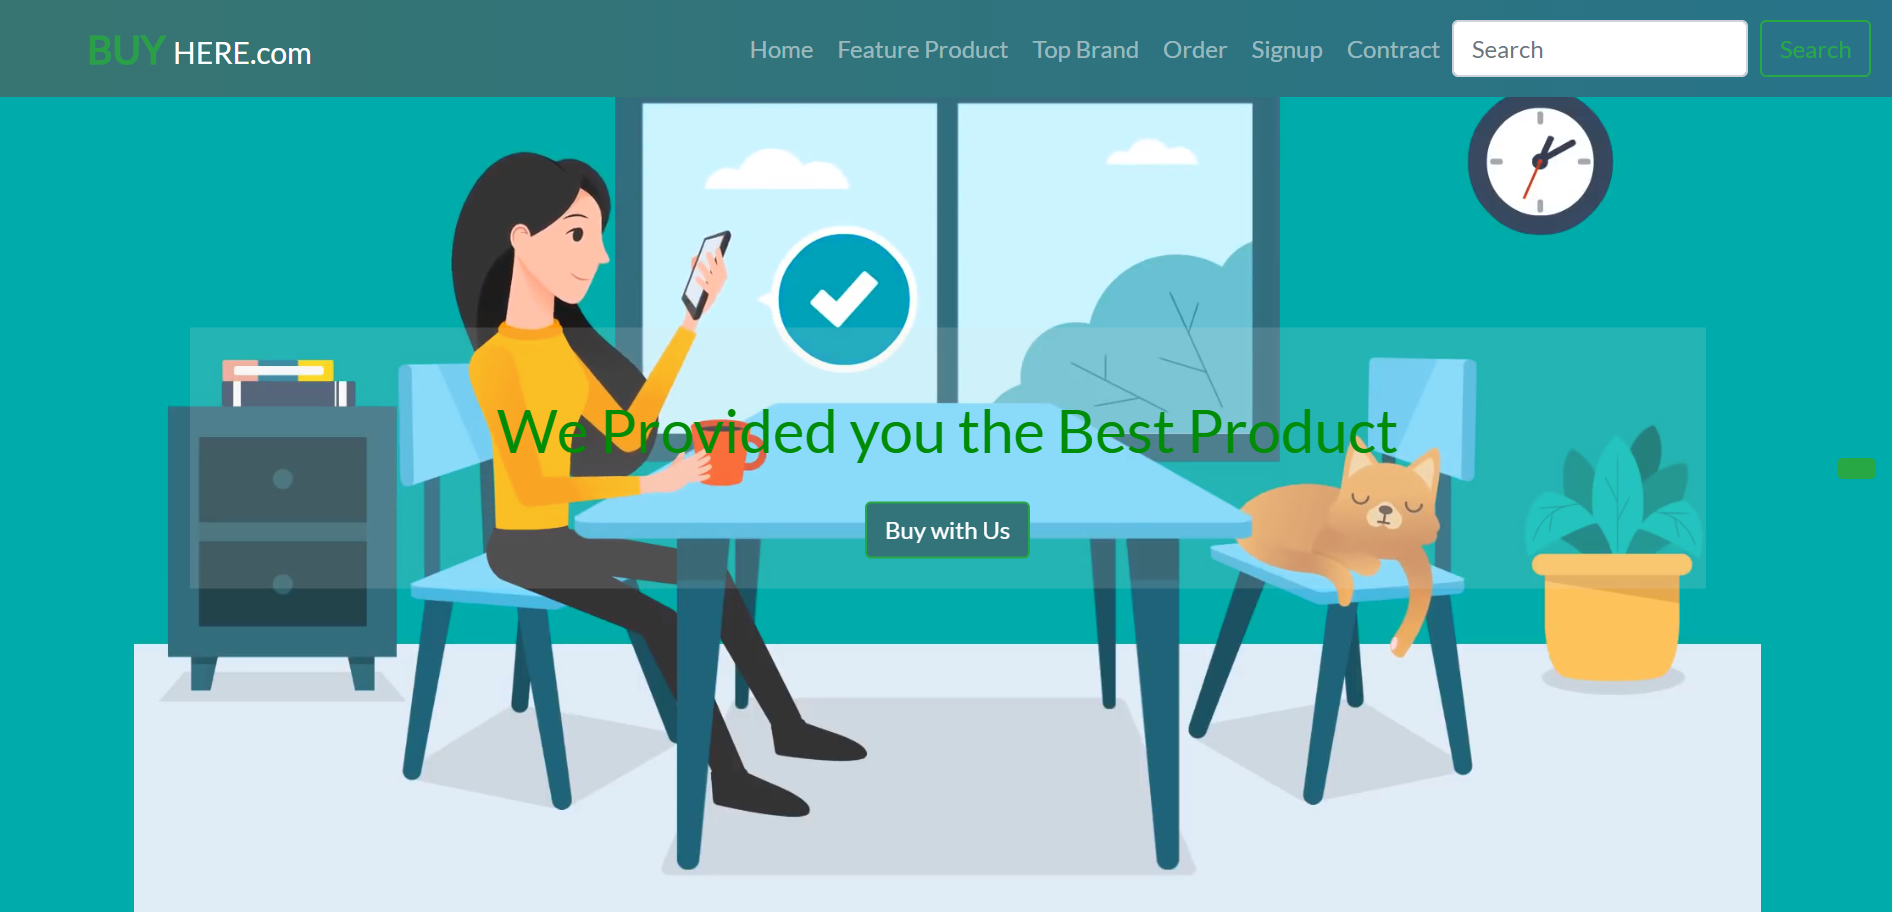 BUY HERE.com
Home Feature Product Top Brand Order Signup Contract Search Search
We Provided you the Best Product
Buy with Us